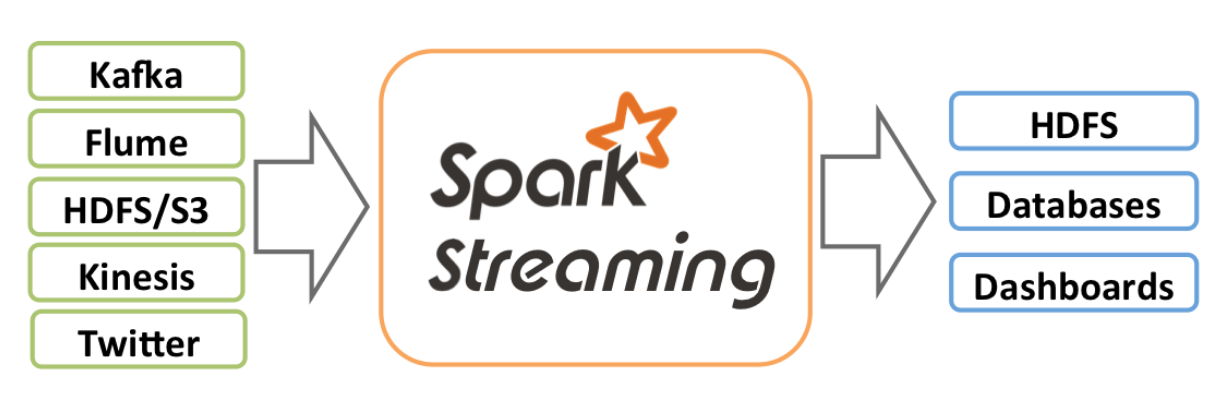 Kafka
Flume
HDFS/S3
Kinesis
Twitter
Spark
Streaming
HDFS
Databases
Dashboards